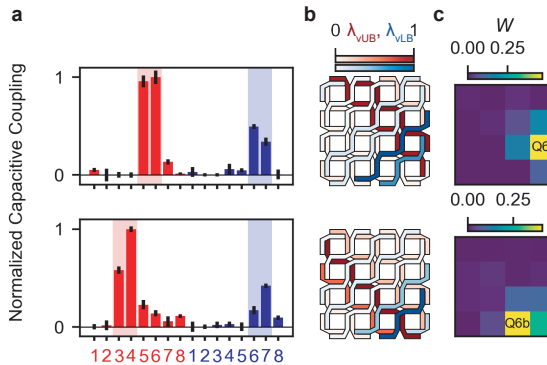 a
b
c
0 λvUB, λvLB 1
W
0.00 0.25
Normalized Capacitive Coupling
1
0
Q6
0.00 0.25
1
0
Q6b
1 2 3 4 5 6 7 8 1 2 3 4 5 6 7 8